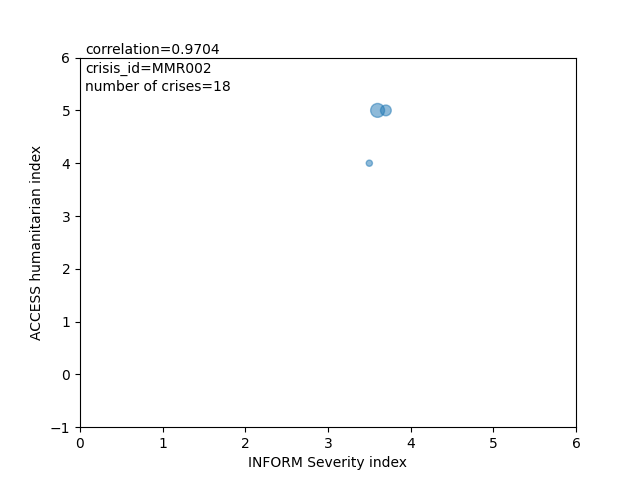 correlation=0.9704
crisis_id=MMR002
number of crises=18
ACCESS humanitarian index
6
5
4
3
2
1
0
−1
0 1 2 3 4 5 6
INFORM Severity index